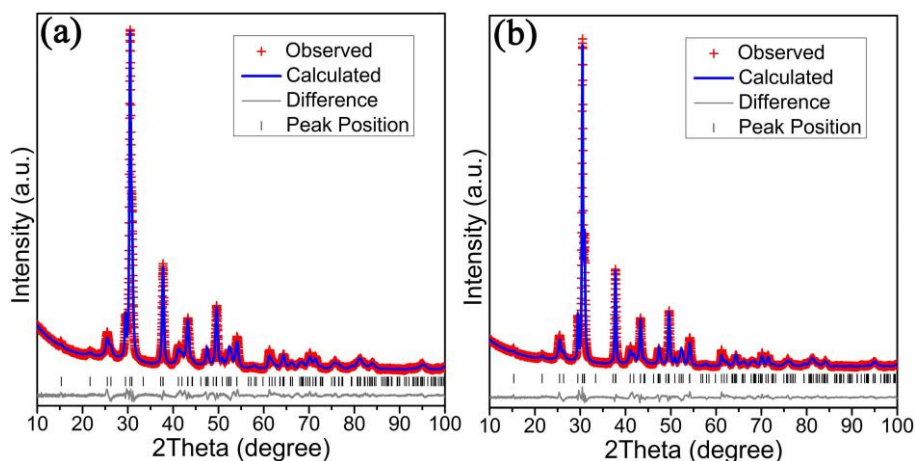 (a)
Observed
Calculated
Difference
Peak Position
Intensity (a.u.)
10 20 30 40 50 60 70 80 90 100
2Theta (degree)
(b)
Observed
Calculated
Difference
Peak Position
Intensity (a.u.)
10 20 30 40 50 60 70 80 90 100
2Theta (degree)